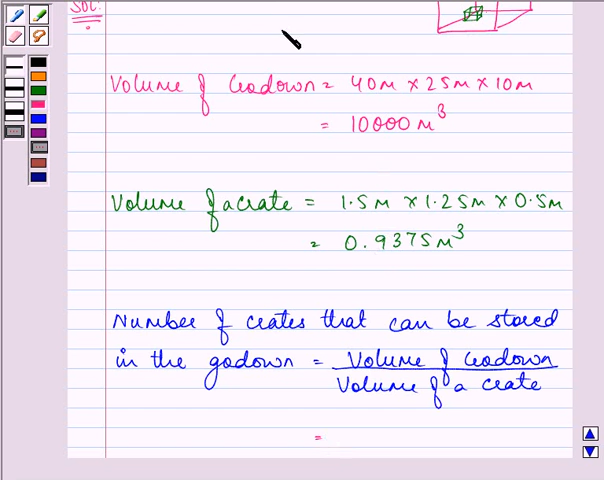 Sol:
Volume of Godown = 40m × 25m × 10m
= 10000 m³
Volume of a crate = 1.5m × 1.25m × 0.5m
= 0.9375m³
Number of crates that can be stored
in the godown = Volume of Godown
Volume of a crate
=